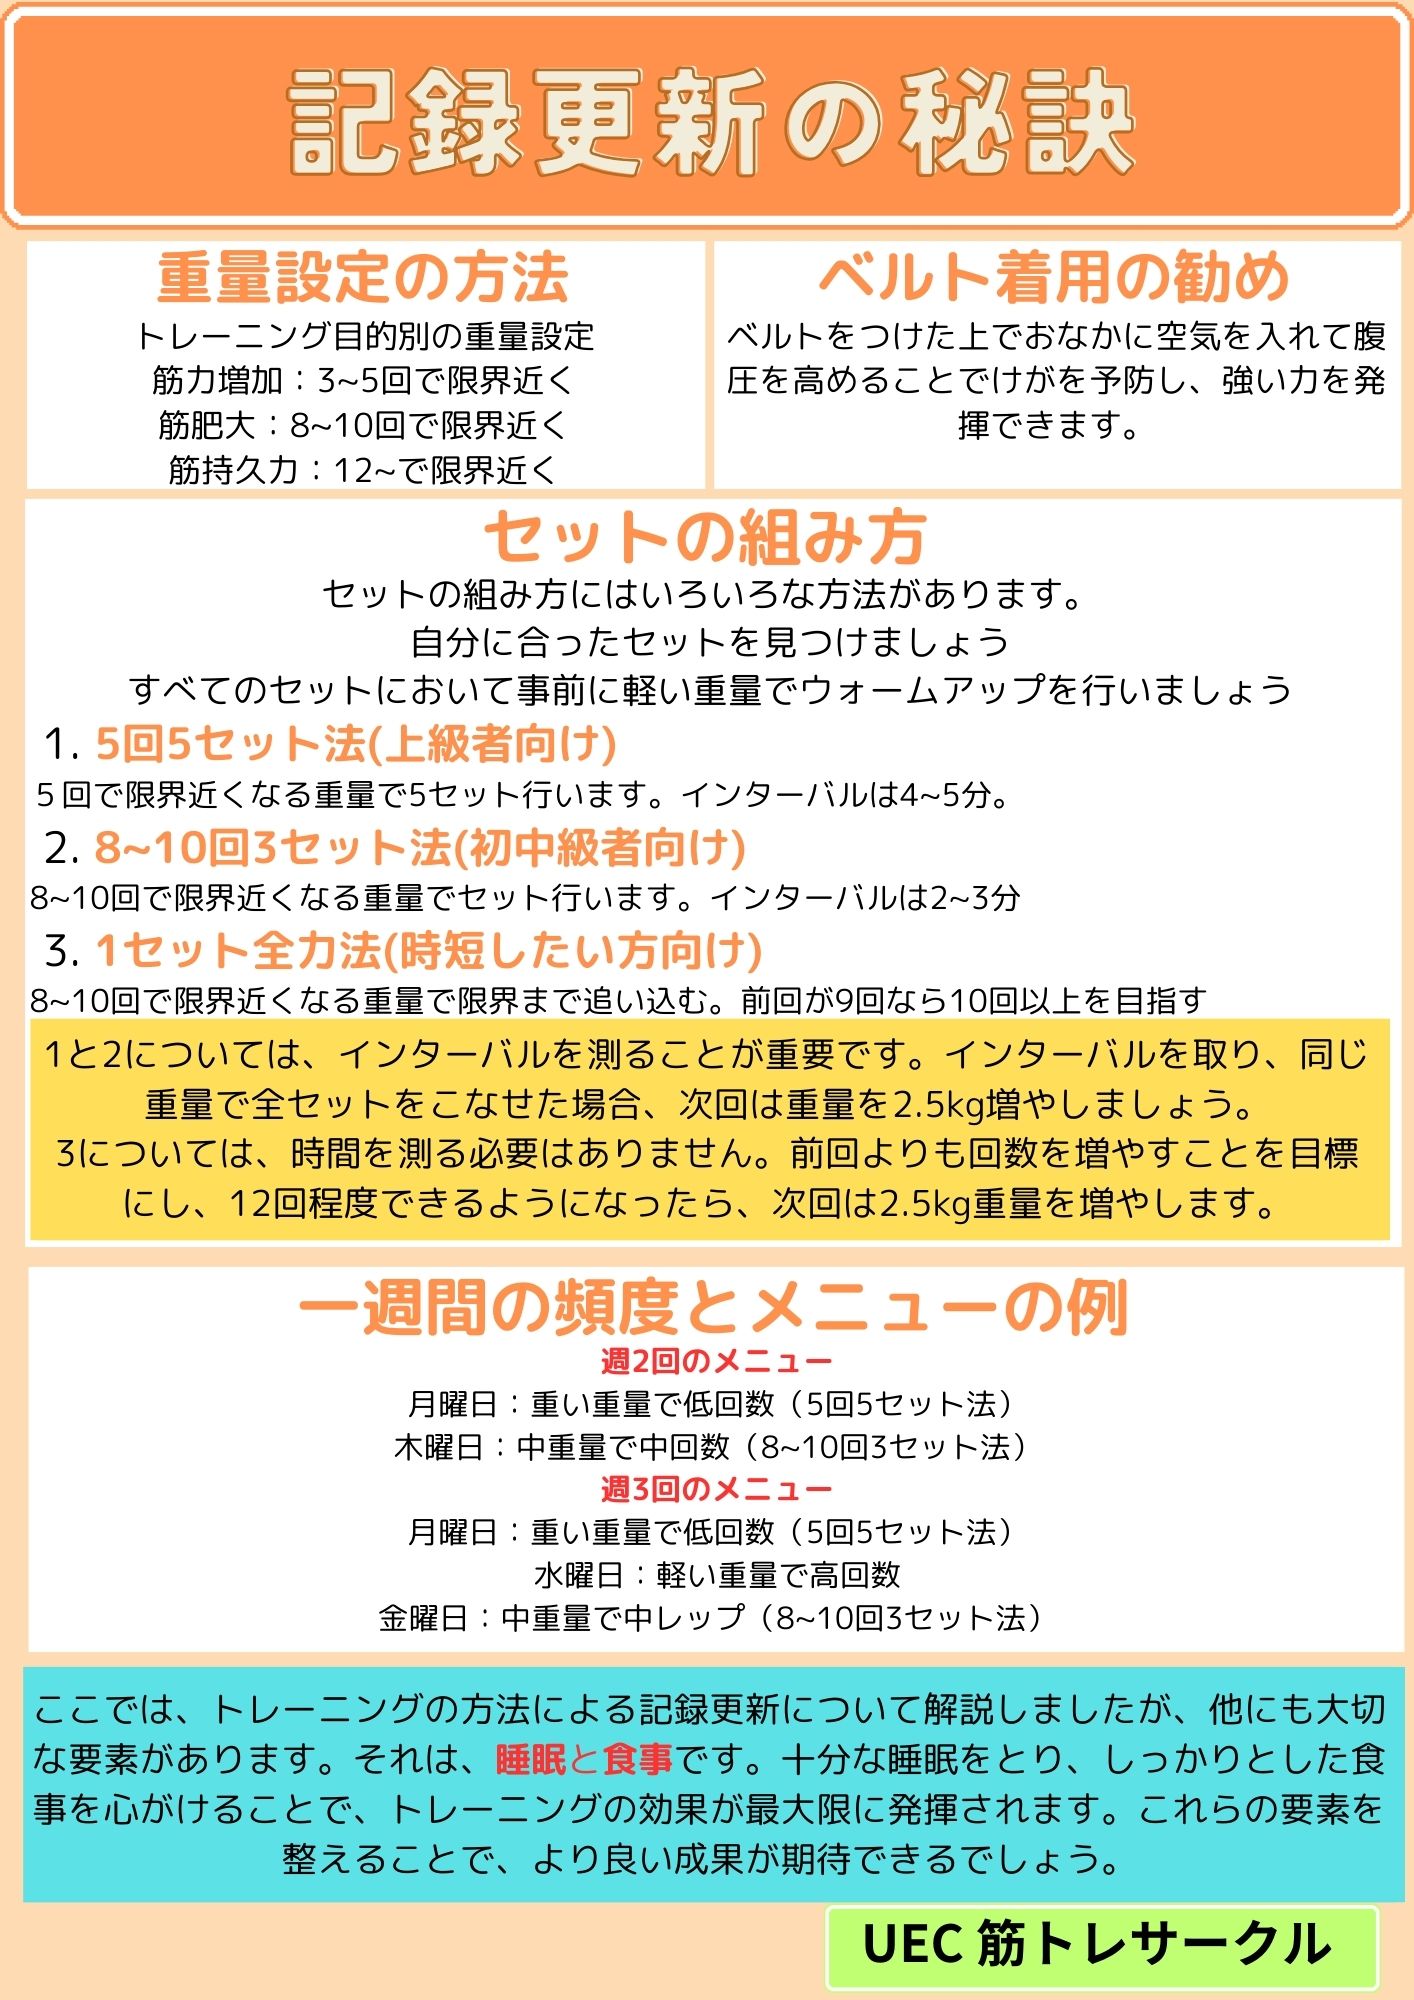 記録更新の秘訣
重量設定の方法
トレーニング目的別の重量設定
筋力増加：3~5回で限界近く
筋肥大：8~10回で限界近く
筋持久力：12~で限界近く
ベルト着用の勧め
ベルトをつけた上でおなかに空気を入れて腹
圧を高めることでけがを予防し、強い力を発
揮できます。
セットの組み方
セットの組み方にはいろいろな方法があります。
自分に合ったセットを見つけましょう
すべてのセットにおいて事前に軽い重量でウォームアップを行いましょう
1. 5回5セット法(上級者向け)
５回で限界近くなる重量で5セット行います。インターバルは4~5分。
2. 8~10回3セット法(初中級者向け)
8~10回で限界近くなる重量でセット行います。インターバルは2~3分
3. 1セット全力法(時短したい方向け)
8~10回で限界近くなる重量で限界まで追い込む。前回が9回なら10回以上を目指す
1と2については、インターバルを測ることが重要です。インターバルを取り、同じ
重量で全セットをこなせた場合、次回は重量を2.5kg増やしましょう。
3については、時間を測る必要はありません。前回よりも回数を増やすことを目標
にし、12回程度できるようになったら、次回は2.5kg重量を増やします。
一週間の頻度とメニューの例
週2回のメニュー
月曜日：重い重量で低回数（5回5セット法）
木曜日：中重量で中回数（8~10回3セット法）
週3回のメニュー
月曜日：重い重量で低回数（5回5セット法）
水曜日：軽い重量で高回数
金曜日：中重量で中レップ（8~10回3セット法）
ここでは、トレーニングの方法による記録更新について解説しましたが、他にも大切
な要素があります。それは、睡眠と食事です。十分な睡眠をとり、しっかりとした食
事を心がけることで、トレーニングの効果が最大限に発揮されます。これらの要素を
整えることで、より良い成果が期待できるでしょう。
UEC 筋トレサークル